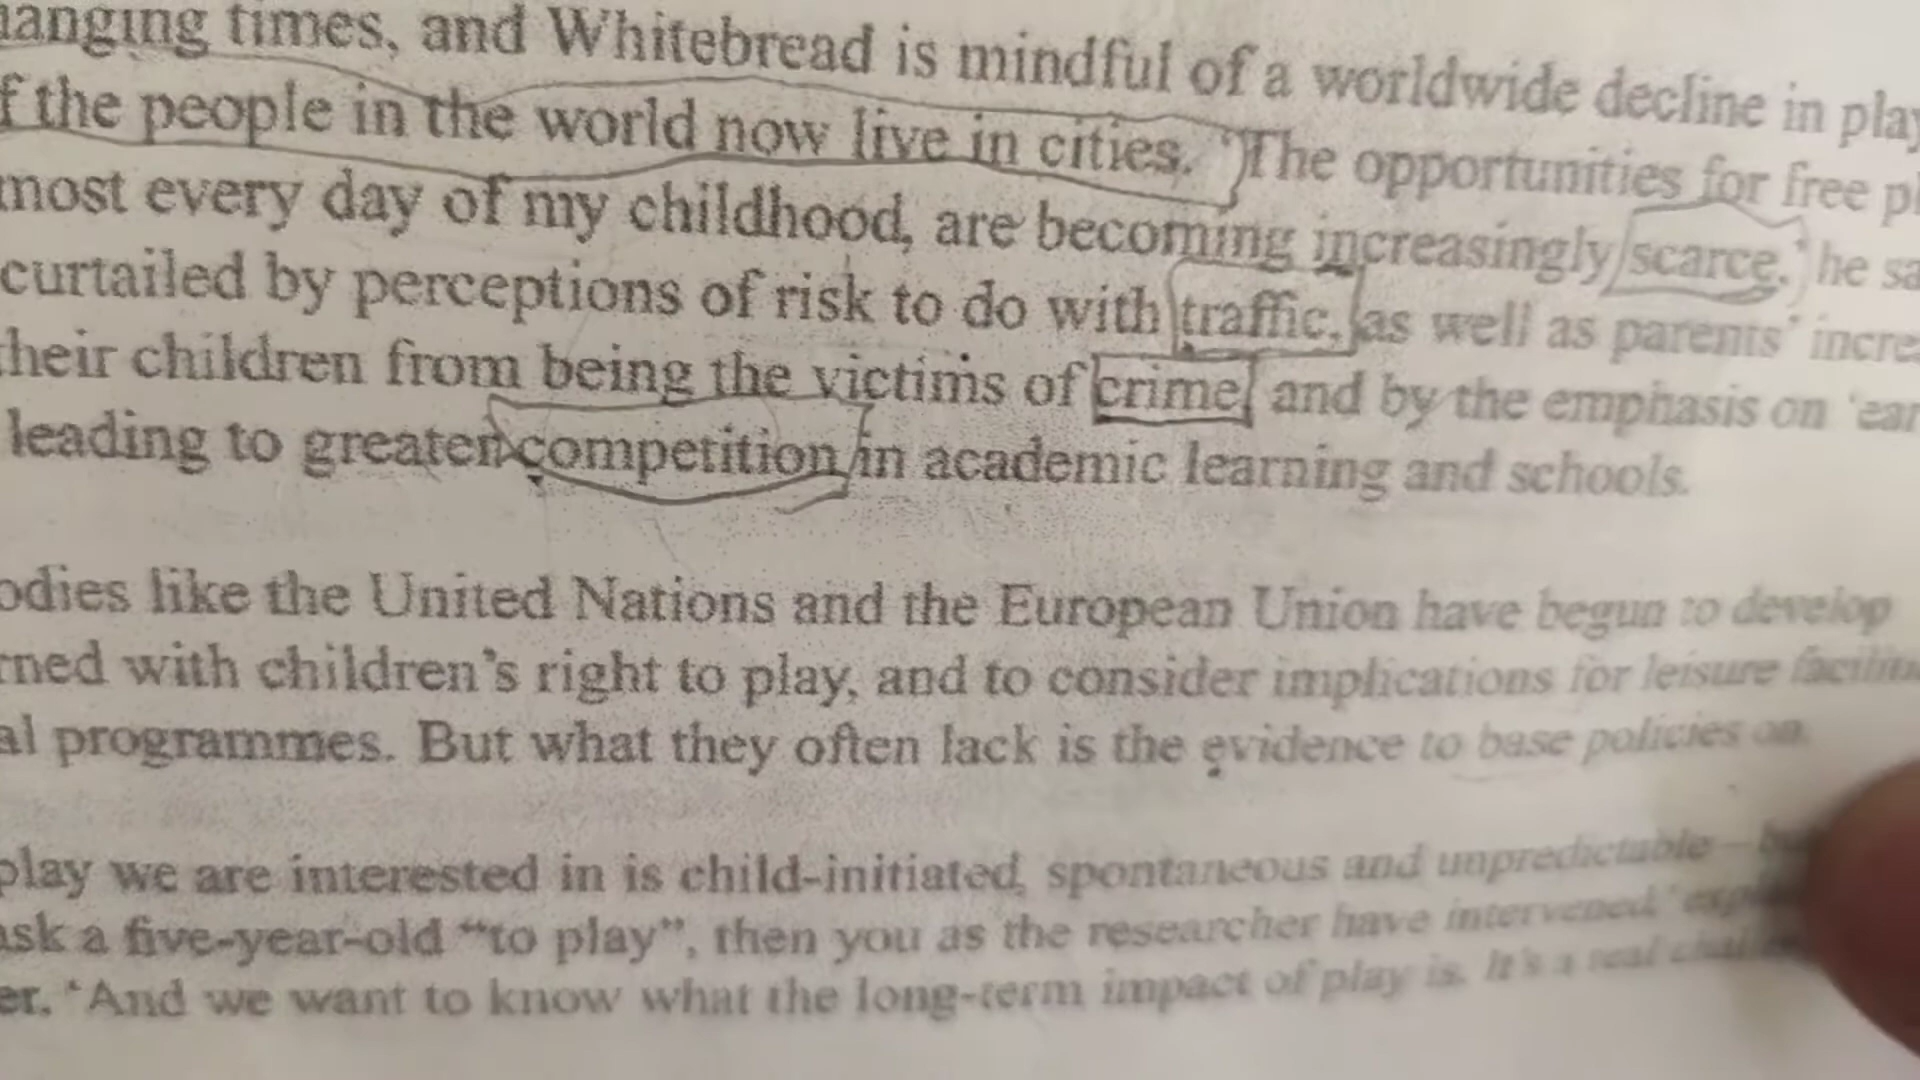 anging times, and Whitebread is mindful of a worldwide decline in play
f the people in the world now live in cities. 'The opportunities for free pl
most every day of my childhood, are becoming increasingly scarce,' he sa
curtailed by perceptions of risk to do with traffic, as well as parents' incre
their children from being the victims of crime, and by the emphasis on 'ear
leading to greater competition in academic learning and schools.
odies like the United Nations and the European Union have begun to develop
rned with children's right to play, and to consider implications for leisure facilit
al programmes. But what they often lack is the evidence to base policies on.
play we are interested in is child-initiated, spontaneous and unpredictable –
ask a five-year-old "to play", then you as the researcher have intervened,'
er. 'And we want to know what the long-term impact of play is. It's a real